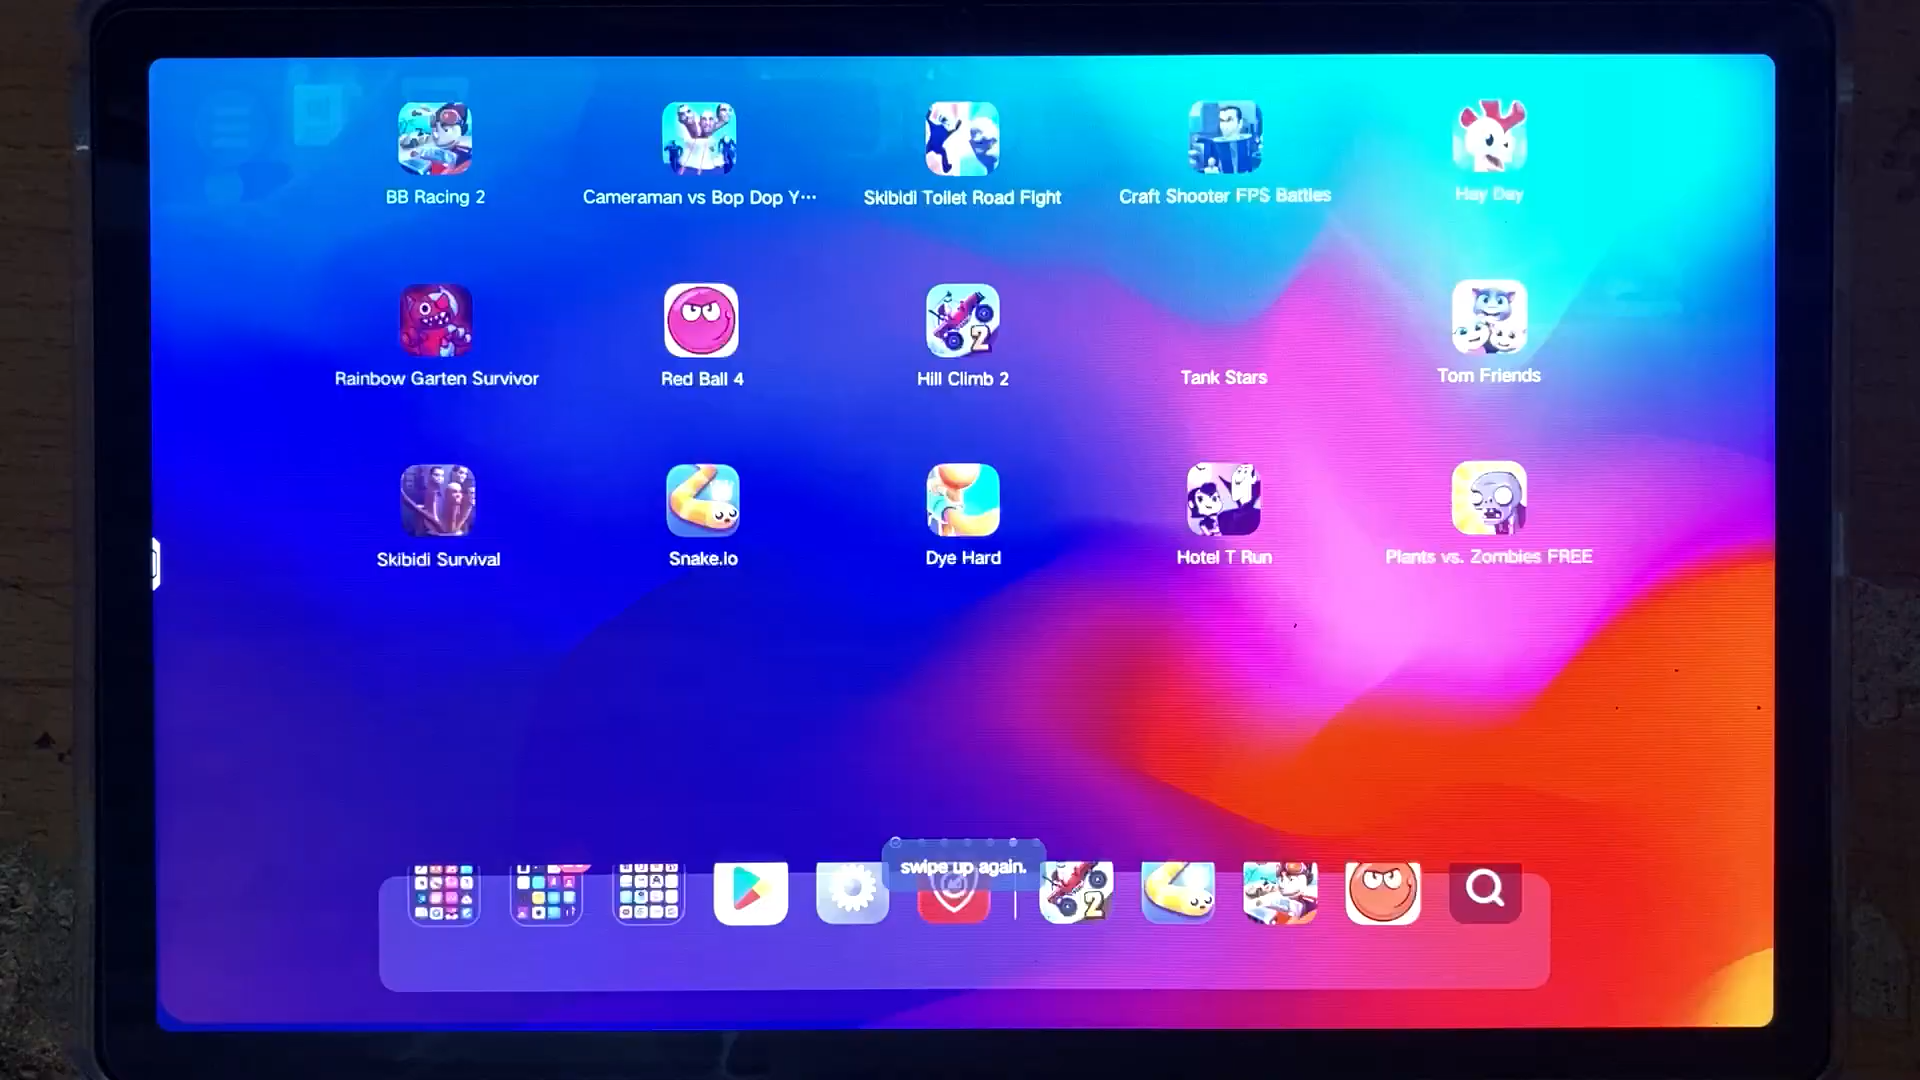 BB Racing 2
Cameraman vs Bop Dop Y...
Skibidi Toilet Road Fight
Craft Shooter FPS Battles
Hay Day
Rainbow Garten Survivor
Red Ball 4
2
Hill Climb 2
Tank Stars
Tom Friends
Skibidi Survival
Snake.io
Dye Hard
Hotel T Run
Plants vs. Zombies FREE
swipe up again.
2